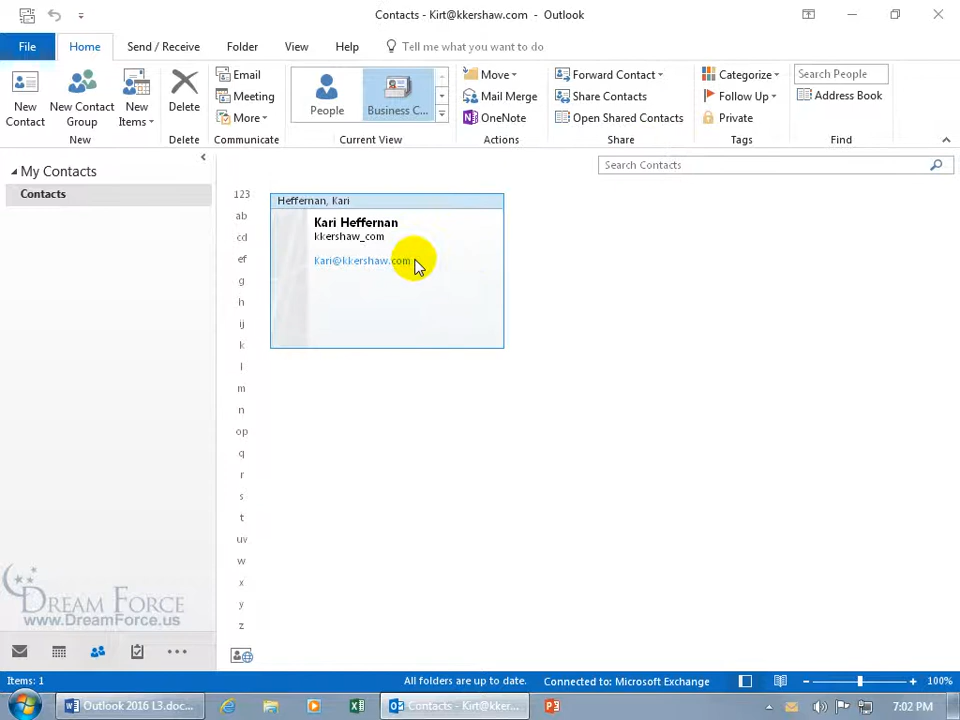 Contacts - Kirt@kkershaw.com - Outlook
File Home Send / Receive Folder View Help Tell me what you want to do
New Contact
New Contact Group
New Items
New
Delete
Delete
Email
Meeting
More
Communicate
People
Business C...
Current View
Move
Mail Merge
OneNote
Actions
Forward Contact
Share Contacts
Open Shared Contacts
Share
Categorize
Follow Up
Private
Tags
Search People
Address Book
Find
My Contacts
Contacts
Search Contacts
123
ab
cd
ef
g
h
ij
k
l
m
n
op
q
r
s
t
uv
w
x
y
z
Heffernan, Kari
Kari Heffernan
kkershaw_com
Kari@kkershaw.com
DREAM FORCE
www.DreamForce.us
Items: 1
All folders are up to date.
Connected to: Microsoft Exchange
100%
Outlook 2016 L3.doc...
Contacts - Kirt@kker...
7:02 PM